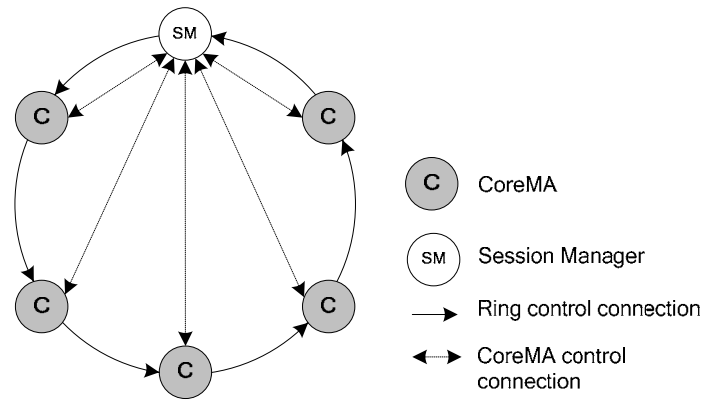 SM
C
C
C
C
C
C
CoreMA
SM
Session Manager
Ring control connection
CoreMA control
connection